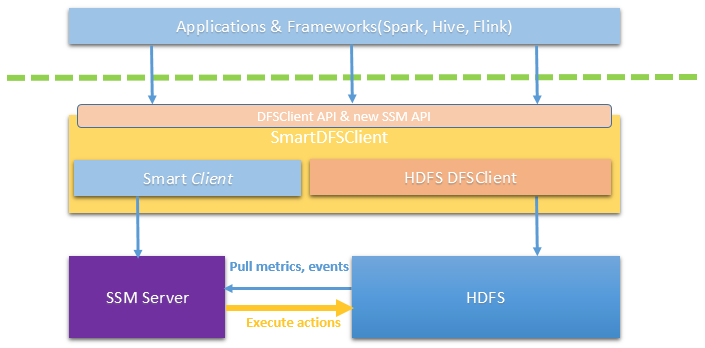 Applications & Frameworks(Spark, Hive, Flink)
DFSClient API & new SSM API
SmartDFSClient
Smart Client
HDFS DFSClient
SSM Server
Pull metrics, events
Execute actions
HDFS